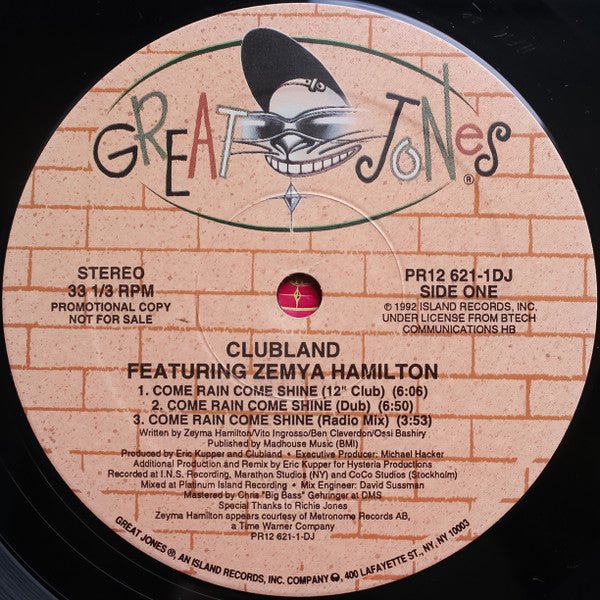 GREAT JONES ®
STEREO
33 1/3 RPM
PROMOTIONAL COPY
NOT FOR SALE
PR12 621-1DJ
SIDE ONE
℗ 1992 ISLAND RECORDS, INC.
UNDER LICENSE FROM BTECH
COMMUNICATIONS HB
CLUBLAND
FEATURING ZEMYA HAMILTON
1. COME RAIN COME SHINE (12" Club) (6:06)
2. COME RAIN COME SHINE (Dub) (6:50)
3. COME RAIN COME SHINE (Radio Mix) (3:53)
Written by Zeyma Hamilton/Vito Ingrosso/Ben Cleverdon/Ossi Bashiry
Published by Madhouse Music (BMI)
Produced by Eric Kupper and Clubland • Executive Producer: Michael Hacker
Additional Production and Remix by Eric Kupper for Hysteria Productions
Recorded at I.N.S. Recording, Marathon Studios (NY) and CoCo Studios (Stockholm)
Mixed at Platinum Island Recording • Mix Engineer: David Sussman
Mastered by Chris "Big Bass" Gehringer at DMS
Special Thanks to Richie Jones
Zeyma Hamilton appears courtesy of Metronome Records AB,
a Time Warner Company
PR12 621-1-DJ
GREAT JONES ®, AN ISLAND RECORDS, INC. COMPANY, 400 LAFAYETTE ST., NY, NY 10003